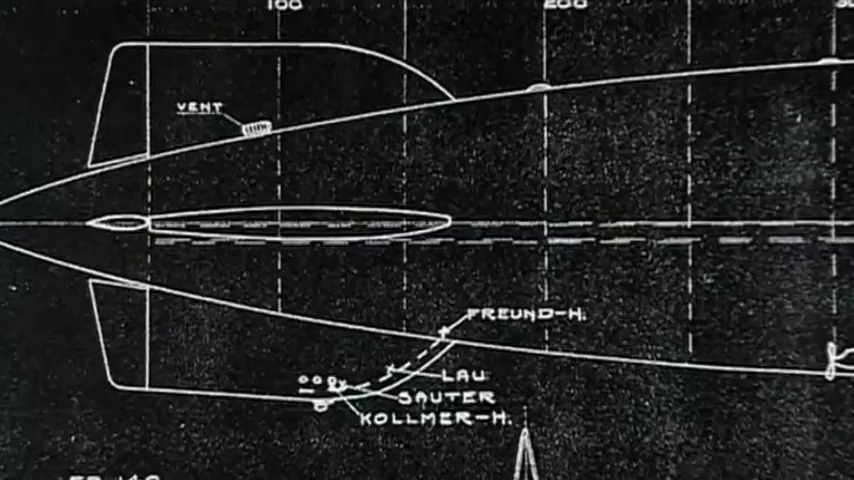 100
200
VENT
FREUND-H.
LAU
SAUTER
KOLLMER-H.